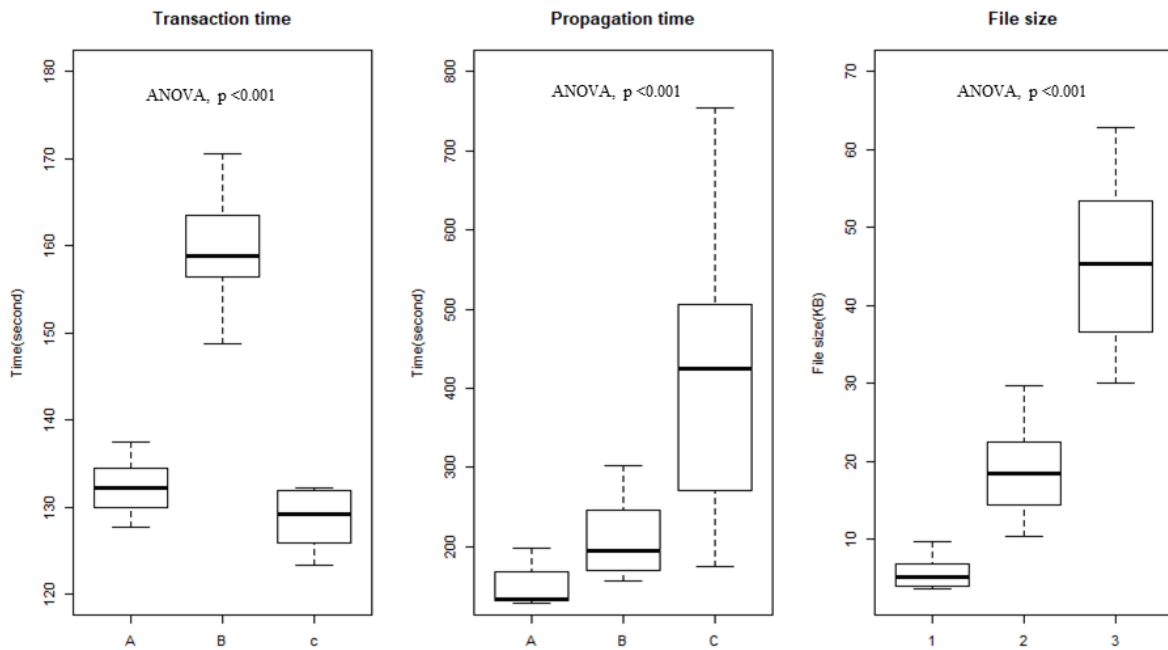 Transaction time
ANOVA, p <0.001
Time(second)
180
170
160
150
140
130
120
A B c
Propagation time
ANOVA, p <0.001
Time(second)
800
700
600
500
400
300
200
A B C
File size
ANOVA, p <0.001
File size(KB)
70
60
50
40
30
20
10
1 2 3